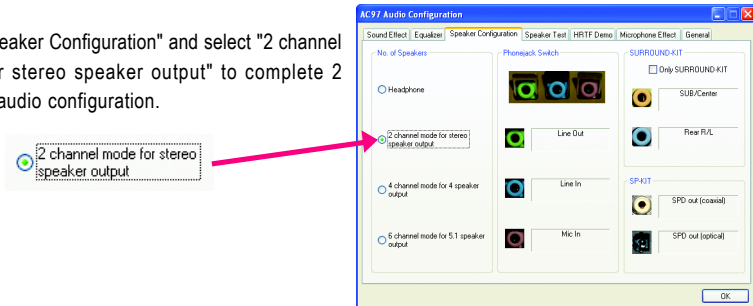 eaker Configuration" and select "2 channel
r stereo speaker output" to complete 2
audio configuration.
2 channel mode for stereo
speaker output
AC97 Audio Configuration
Sound Effect Equalizer Speaker Configuration Speaker Test HRTF Demo Microphone Effect General
No. of Speakers
Headphone
2 channel mode for stereo
speaker output
4 channel mode for 4 speaker
output
6 channel mode for 5.1 speaker
output
Phonejack Switch
Line Out
Line In
Mic In
SURROUND-KIT
Only SURROUND-KIT
SUB/Center
Rear R/L
SP-KIT
SPD out (coaxial)
SPD out (optical)
OK